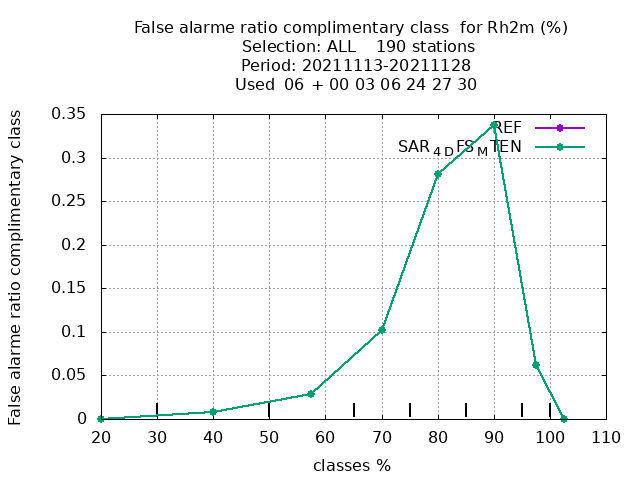 False alarme ratio complimentary class  for Rh2m (%)
Selection: ALL    190 stations
Period: 20211113-20211128
Used  06  + 00 03 06 24 27 30
False alarme ratio complimentary class
0.35
0.3
0.25
0.2
0.15
0.1
0.05
0
REF
SAR4DFSMTEN
20 30 40 50 60 70 80 90 100 110
classes %